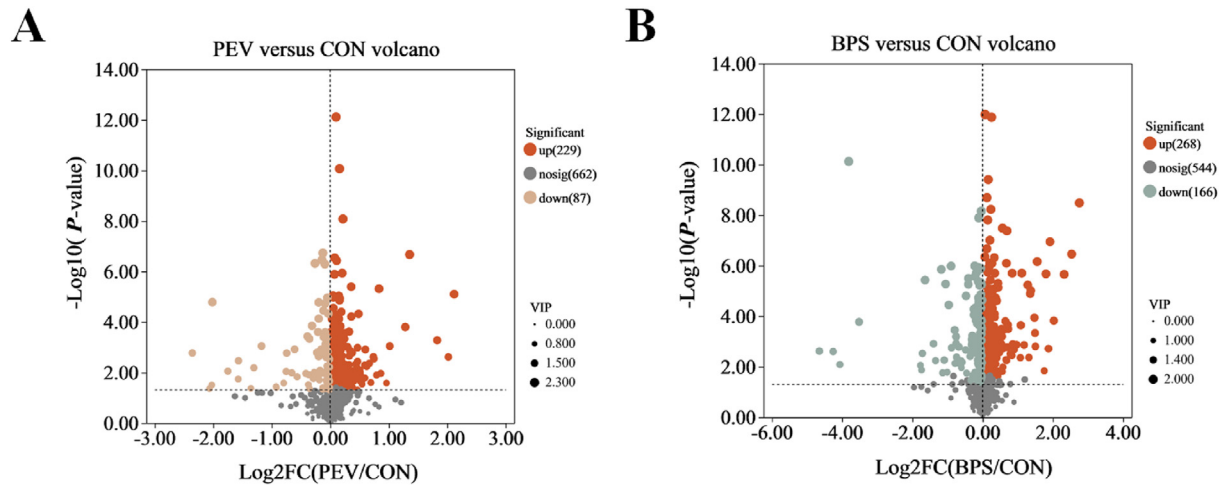 A
PEV versus CON volcano
-Log10( P-value)
14.00
12.00
10.00
8.00
6.00
4.00
2.00
0.00
-3.00 -2.00 -1.00 0.00 1.00 2.00 3.00
Log2FC(PEV/CON)
Significant
up(229)
nosig(662)
down(87)
VIP
0.000
0.800
1.500
2.300
B
BPS versus CON volcano
-Log10(P-value)
14.00
12.00
10.00
8.00
6.00
4.00
2.00
0.00
-6.00 -4.00 -2.00 0.00 2.00 4.00
Log2FC(BPS/CON)
Significant
up(268)
nosig(544)
down(166)
VIP
0.000
1.000
1.400
2.000